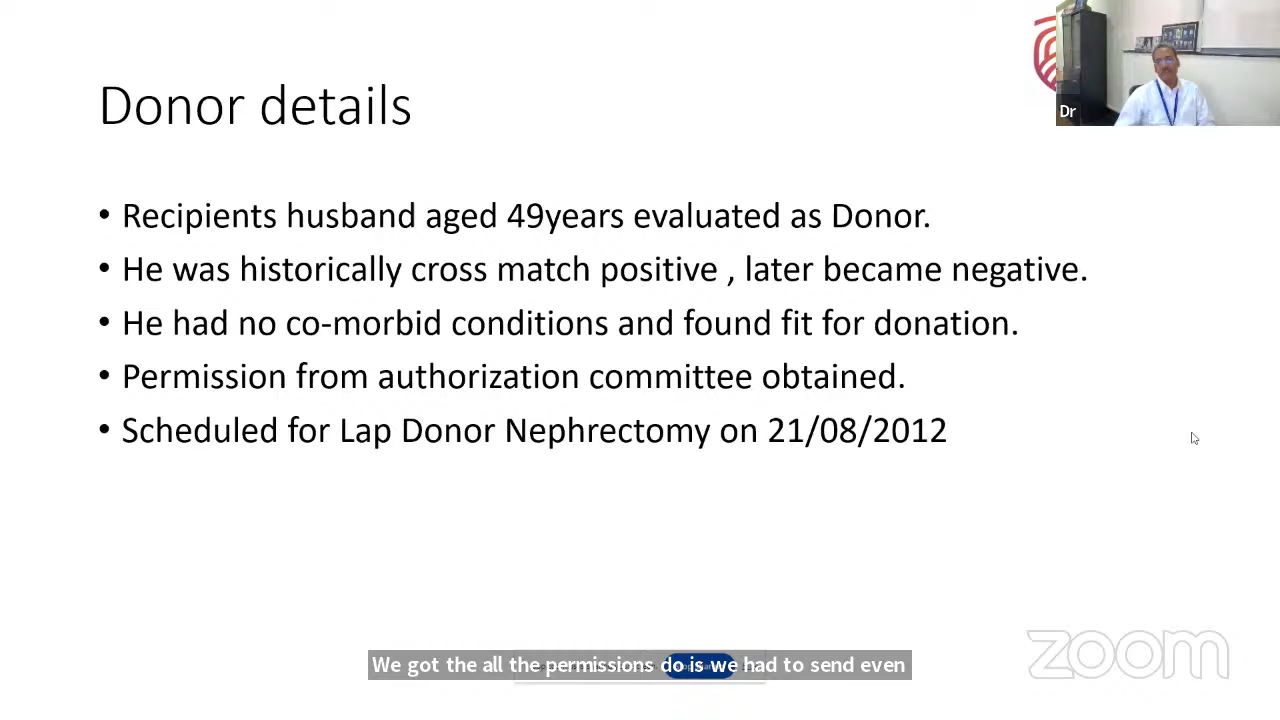 Donor details
Dr
• Recipients husband aged 49years evaluated as Donor.
• He was historically cross match positive , later became negative.
• He had no co-morbid conditions and found fit for donation.
• Permission from authorization committee obtained.
• Scheduled for Lap Donor Nephrectomy on 21/08/2012
zoom
We got the all the permissions do is we had to send even